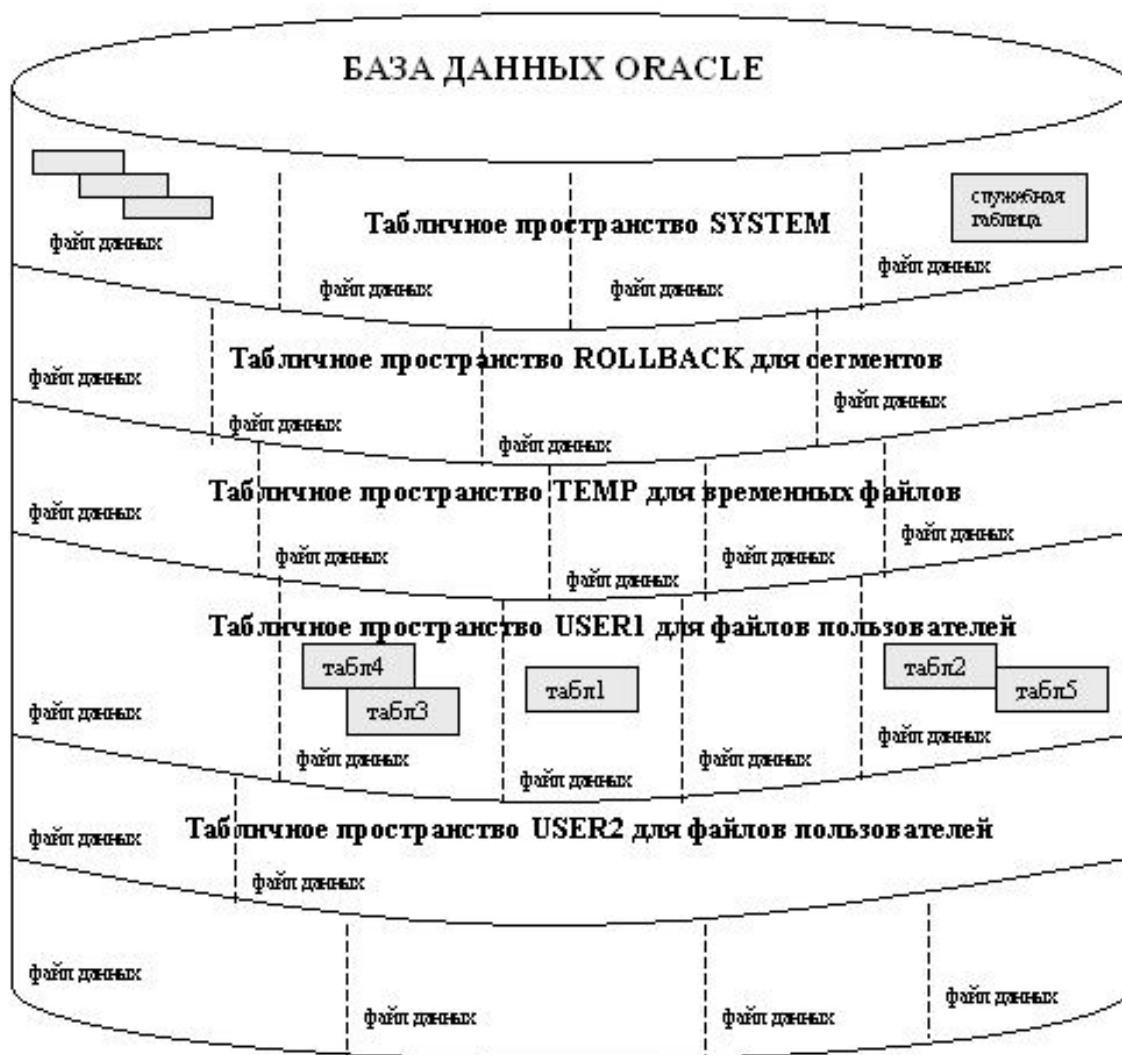 БАЗА ДАННЫХ ORACLE
служебная
таблица
Табличное пространство SYSTEM
файл данных
файл данных
файл данных
файл данных
Табличное пространство ROLLBACK для сегментов
файл данных
файл данных
файл данных
файл данных
Табличное пространство TEMP для временных файлов
файл данных
файл данных
файл данных
файл данных
файл данных
Табличное пространство USER1 для файлов пользователей
табл4
табл3
табл1
табл2
табл5
файл данных
файл данных
файл данных
файл данных
файл данных
Табличное пространство USER2 для файлов пользователей
файл данных
файл данных
файл данных
файл данных
файл данных
файл данных